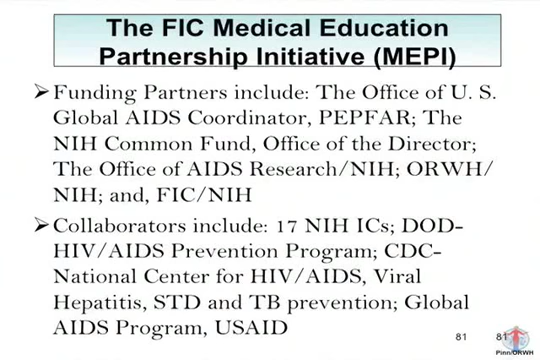 The FIC Medical Education
Partnership Initiative (MEPI)
➢Funding Partners include: The Office of U. S.
Global AIDS Coordinator, PEPFAR; The
NIH Common Fund, Office of the Director;
The Office of AIDS Research/NIH; ORWH/
NIH; and, FIC/NIH
➢Collaborators include: 17 NIH ICs; DOD-
HIV/AIDS Prevention Program; CDC-
National Center for HIV/AIDS, Viral
Hepatitis, STD and TB prevention; Global
AIDS Program, USAID
81 81
Pinn/ORWH